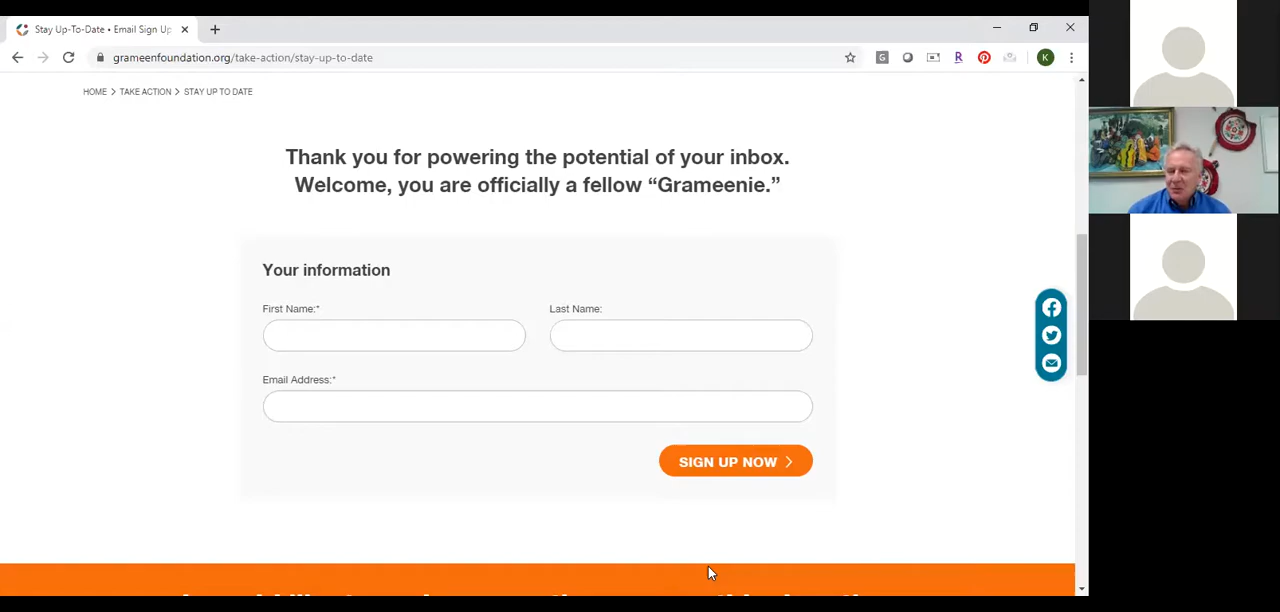 Stay Up-To-Date • Email Sign Up
grameenfoundation.org/take-action/stay-up-to-date
G
R
K
HOME > TAKE ACTION > STAY UP TO DATE
Thank you for powering the potential of your inbox.
Welcome, you are officially a fellow “Grameenie.”
Your information
First Name:*
Last Name:
Email Address:*
SIGN UP NOW >